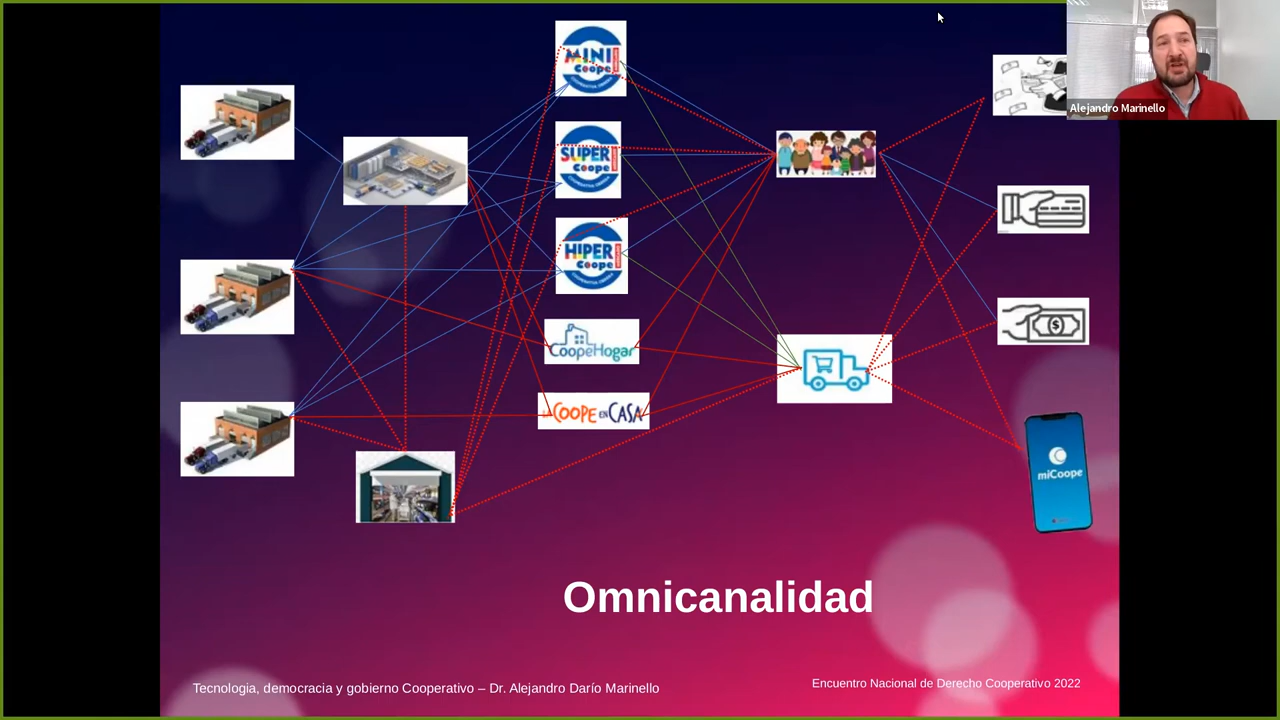 MINI
Coope
SUPER
Coope
HIPER
Coope
CoopeHogar
LA COOPE EN CASA
$
miCoope
Alejandro Marinello
Omnicanalidad
Tecnologia, democracia y gobierno Cooperativo – Dr. Alejandro Darío Marinello
Encuentro Nacional de Derecho Cooperativo 2022